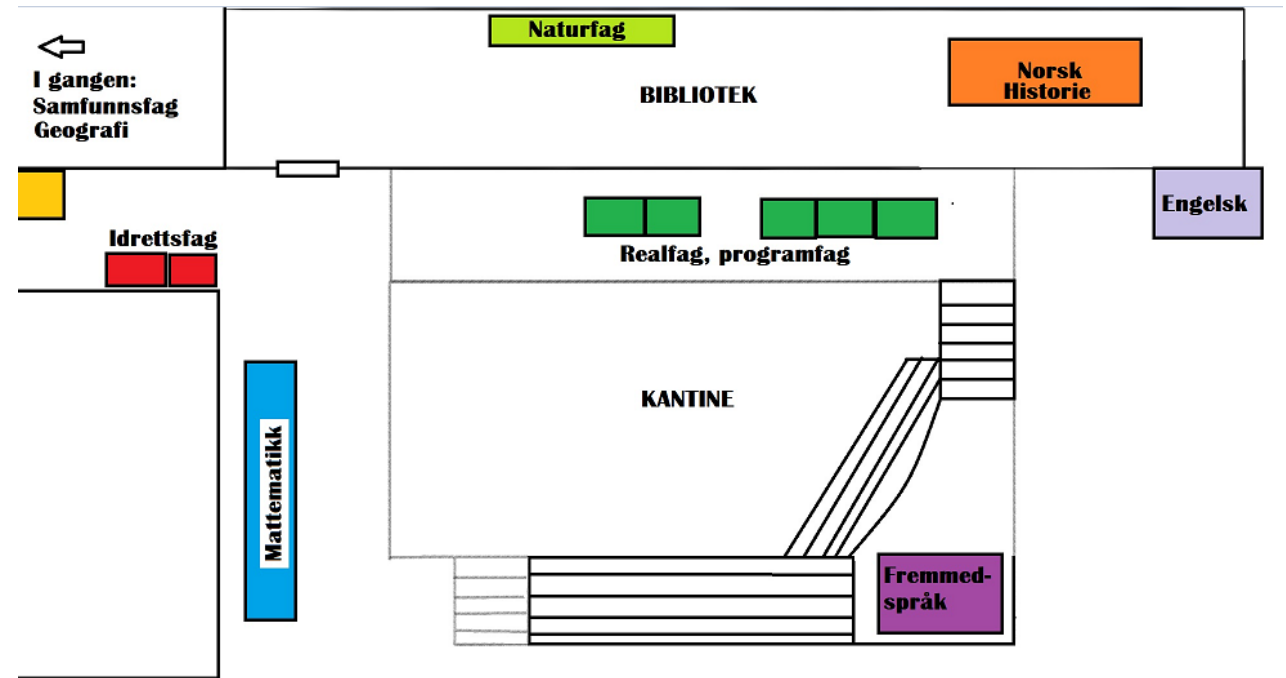 Naturfag
I gangen:
Samfunnsfag
Geografi
BIBLIOTEK
Norsk
Historie
Engelsk
Idrettsfag
Realfag, programfag
KANTINE
Mattematikk
Fremmed-
språk